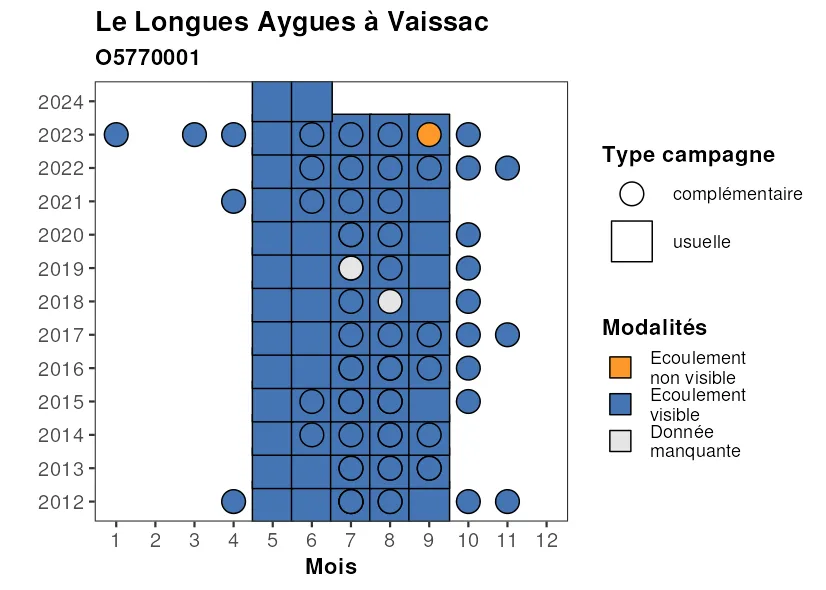 Le Longues Aygues à Vaissac
O5770001
2024
2023
2022
2021
2020
2019
2018
2017
2016
2015
2014
2013
2012
1 2 3 4 5 6 7 8 9 10 11 12
Mois
Type campagne
complémentaire
usuelle
Modalités
Ecoulement
non visible
Ecoulement
visible
Donnée
manquante